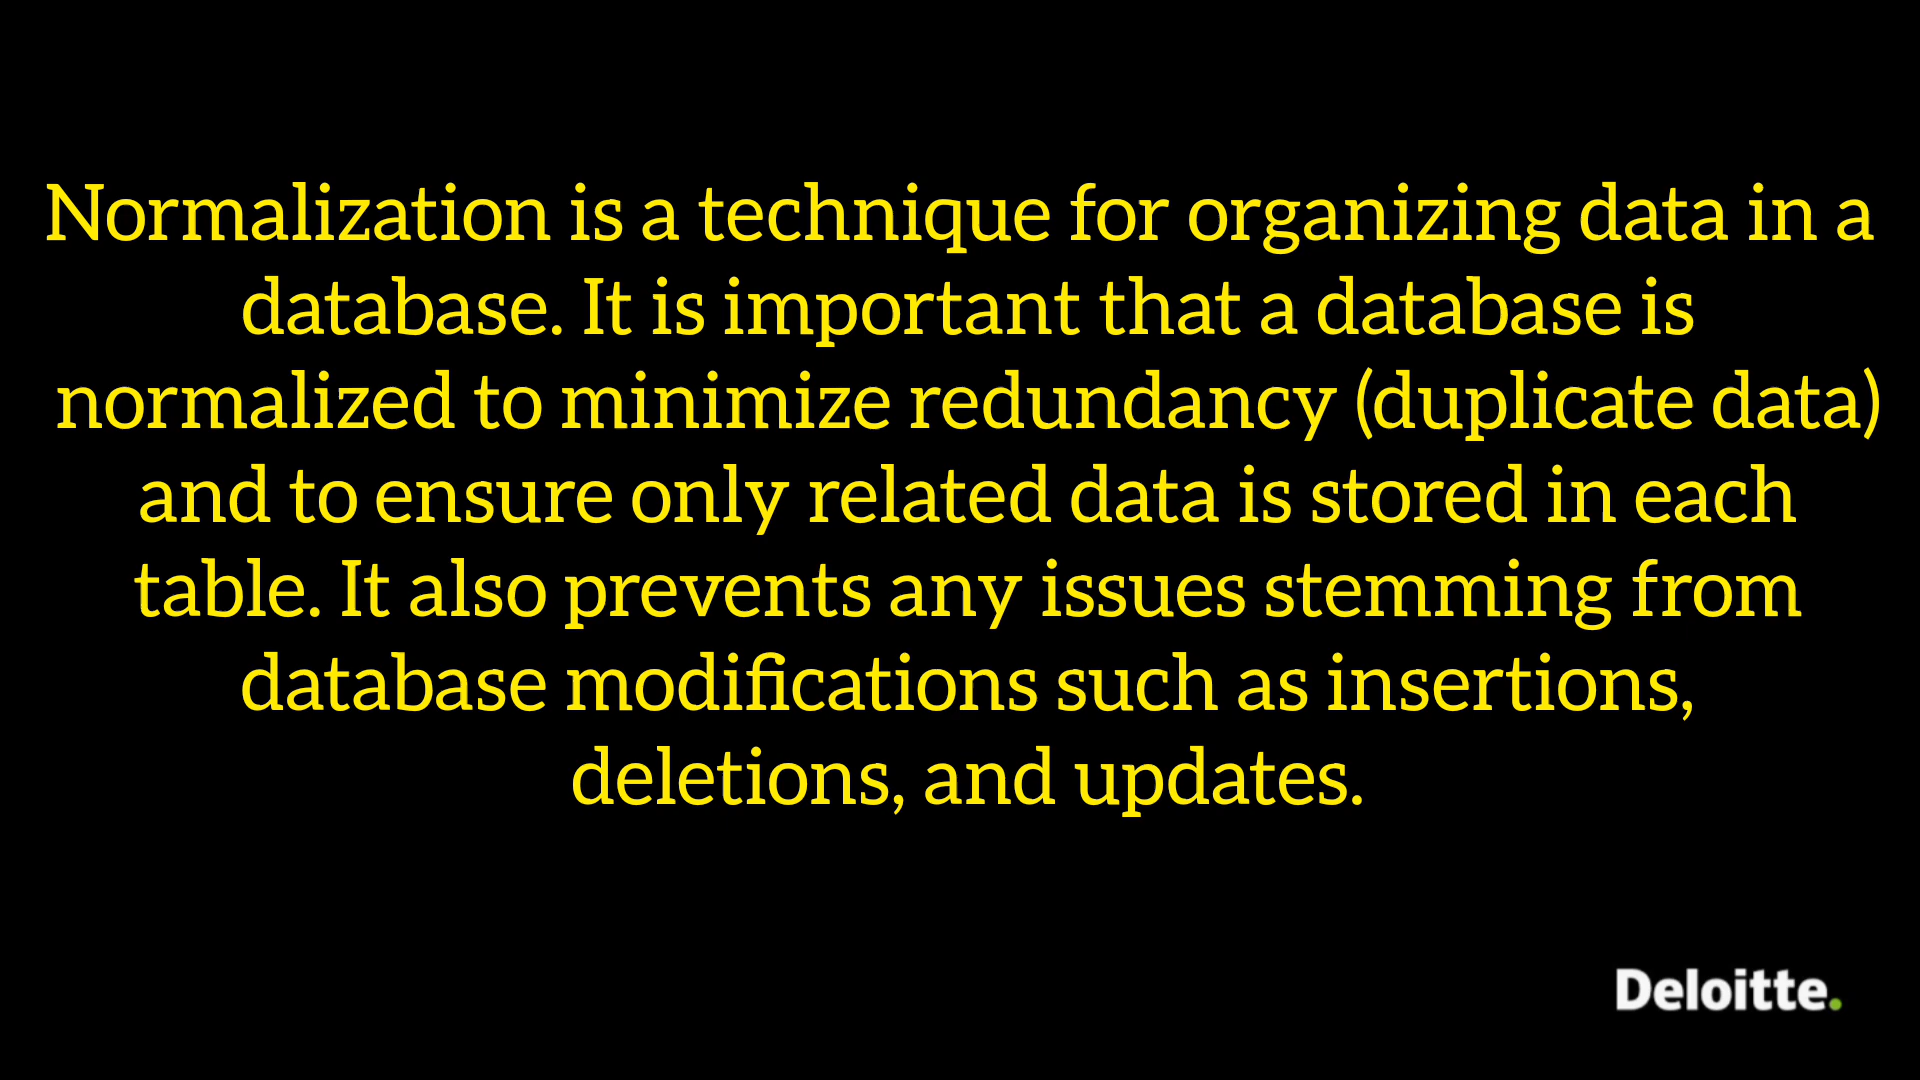 Normalization is a technique for organizing data in a
database. It is important that a database is
normalized to minimize redundancy (duplicate data)
and to ensure only related data is stored in each
table. It also prevents any issues stemming from
database modifications such as insertions,
deletions, and updates.
Deloitte.